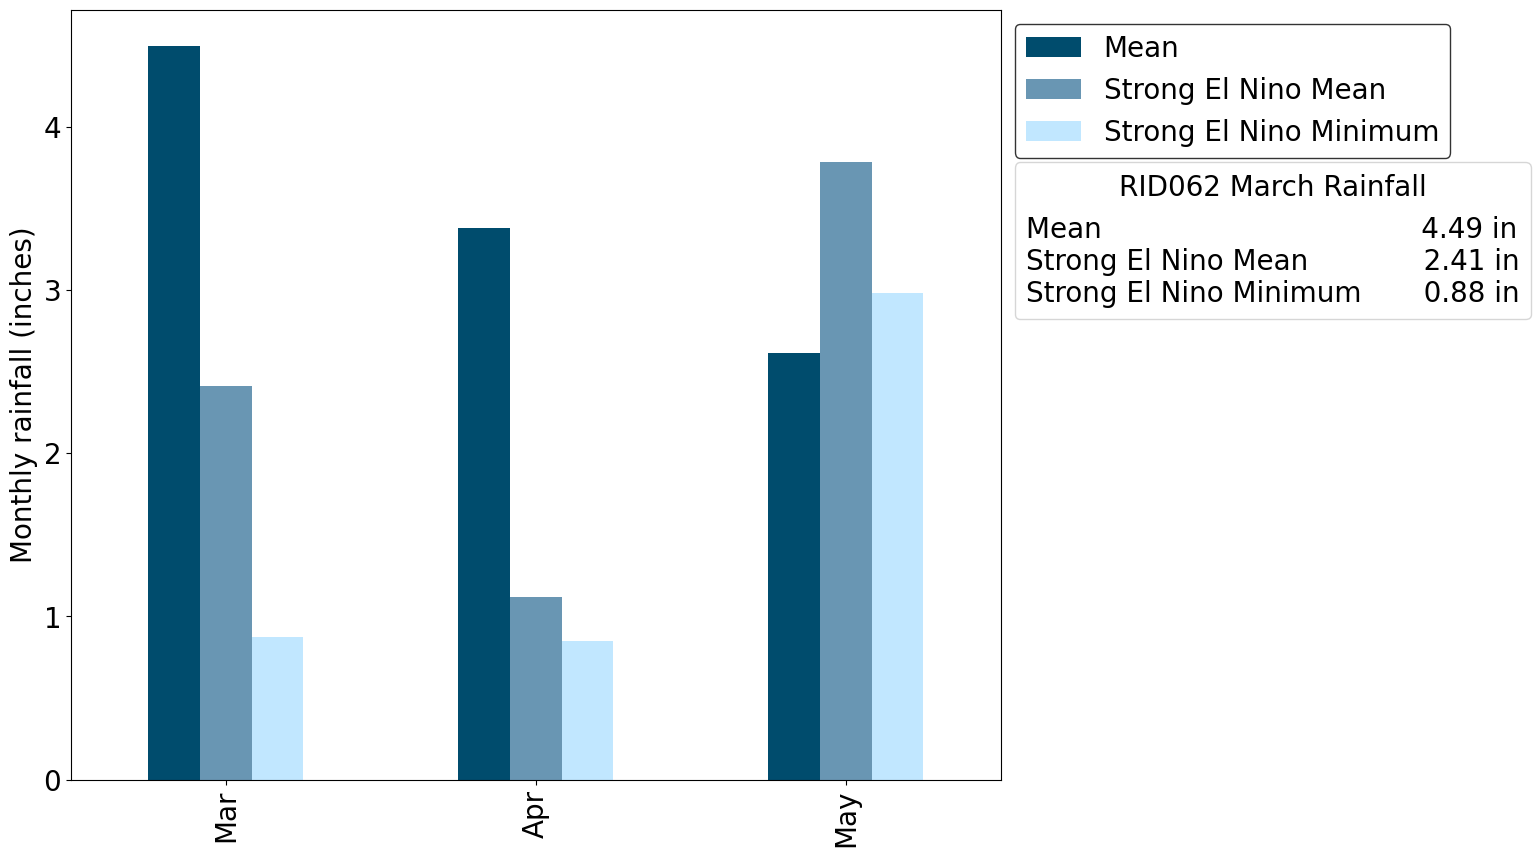 Monthly rainfall (inches)
4
3
2
1
0
Mar
Apr
May
Mean
Strong El Nino Mean
Strong El Nino Minimum
RID062 March Rainfall
Mean 4.49 in
Strong El Nino Mean 2.41 in
Strong El Nino Minimum 0.88 in